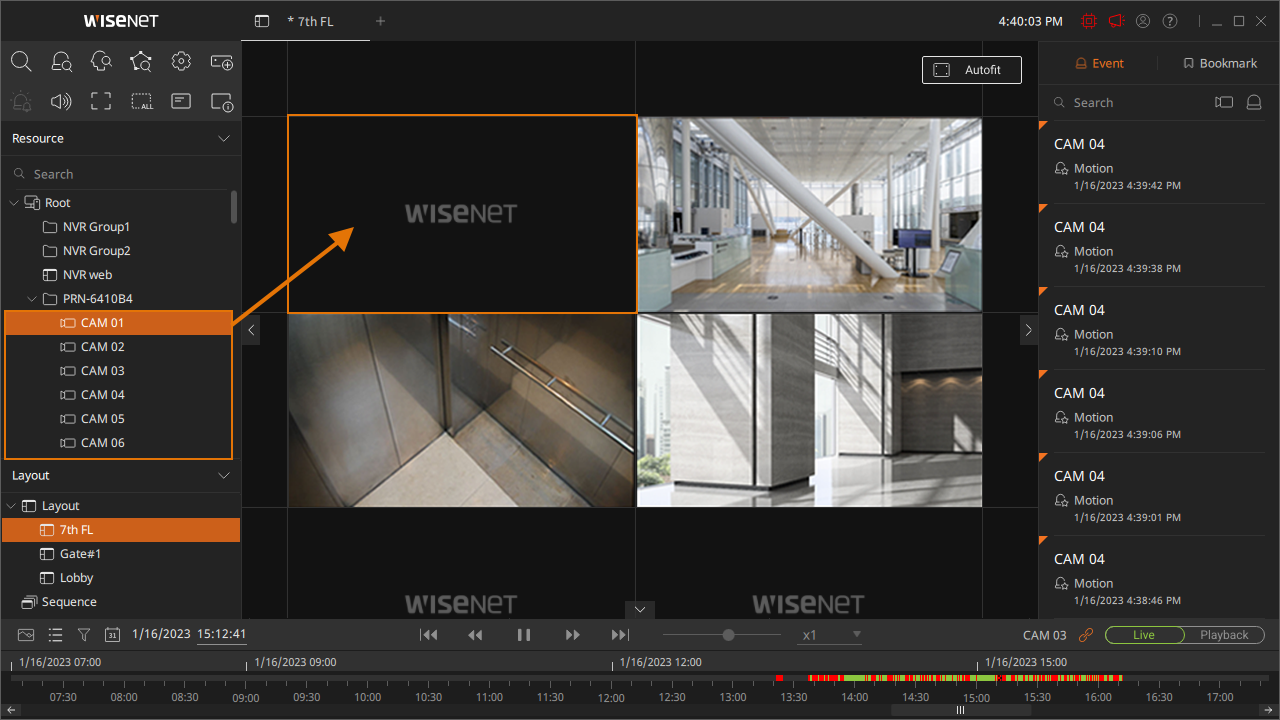 WISENET
* 7th FL
4:40:03 PM
ALL
Resource
Search
Root
NVR Group1
NVR Group2
NVR web
PRN-6410B4
CAM 01
CAM 02
CAM 03
CAM 04
CAM 05
CAM 06
Layout
Layout
7th FL
Gate#1
Lobby
Sequence
Autofit
WISENET
WISENET
WISENET
Event
Bookmark
Search
CAM 04
Motion
1/16/2023 4:39:42 PM
CAM 04
Motion
1/16/2023 4:39:38 PM
CAM 04
Motion
1/16/2023 4:39:10 PM
CAM 04
Motion
1/16/2023 4:39:06 PM
CAM 04
Motion
1/16/2023 4:39:01 PM
CAM 04
Motion
1/16/2023 4:38:46 PM
31
1/16/2023 15:12:41
x1
CAM 03
Live
Playback
1/16/2023 07:00
1/16/2023 09:00
1/16/2023 12:00
1/16/2023 15:00
07:30 08:00 08:30 09:00 09:30 10:00 10:30 11:00 11:30 12:00 12:30 13:00 13:30 14:00 14:30 15:00 15:30 16:00 16:30 17:00